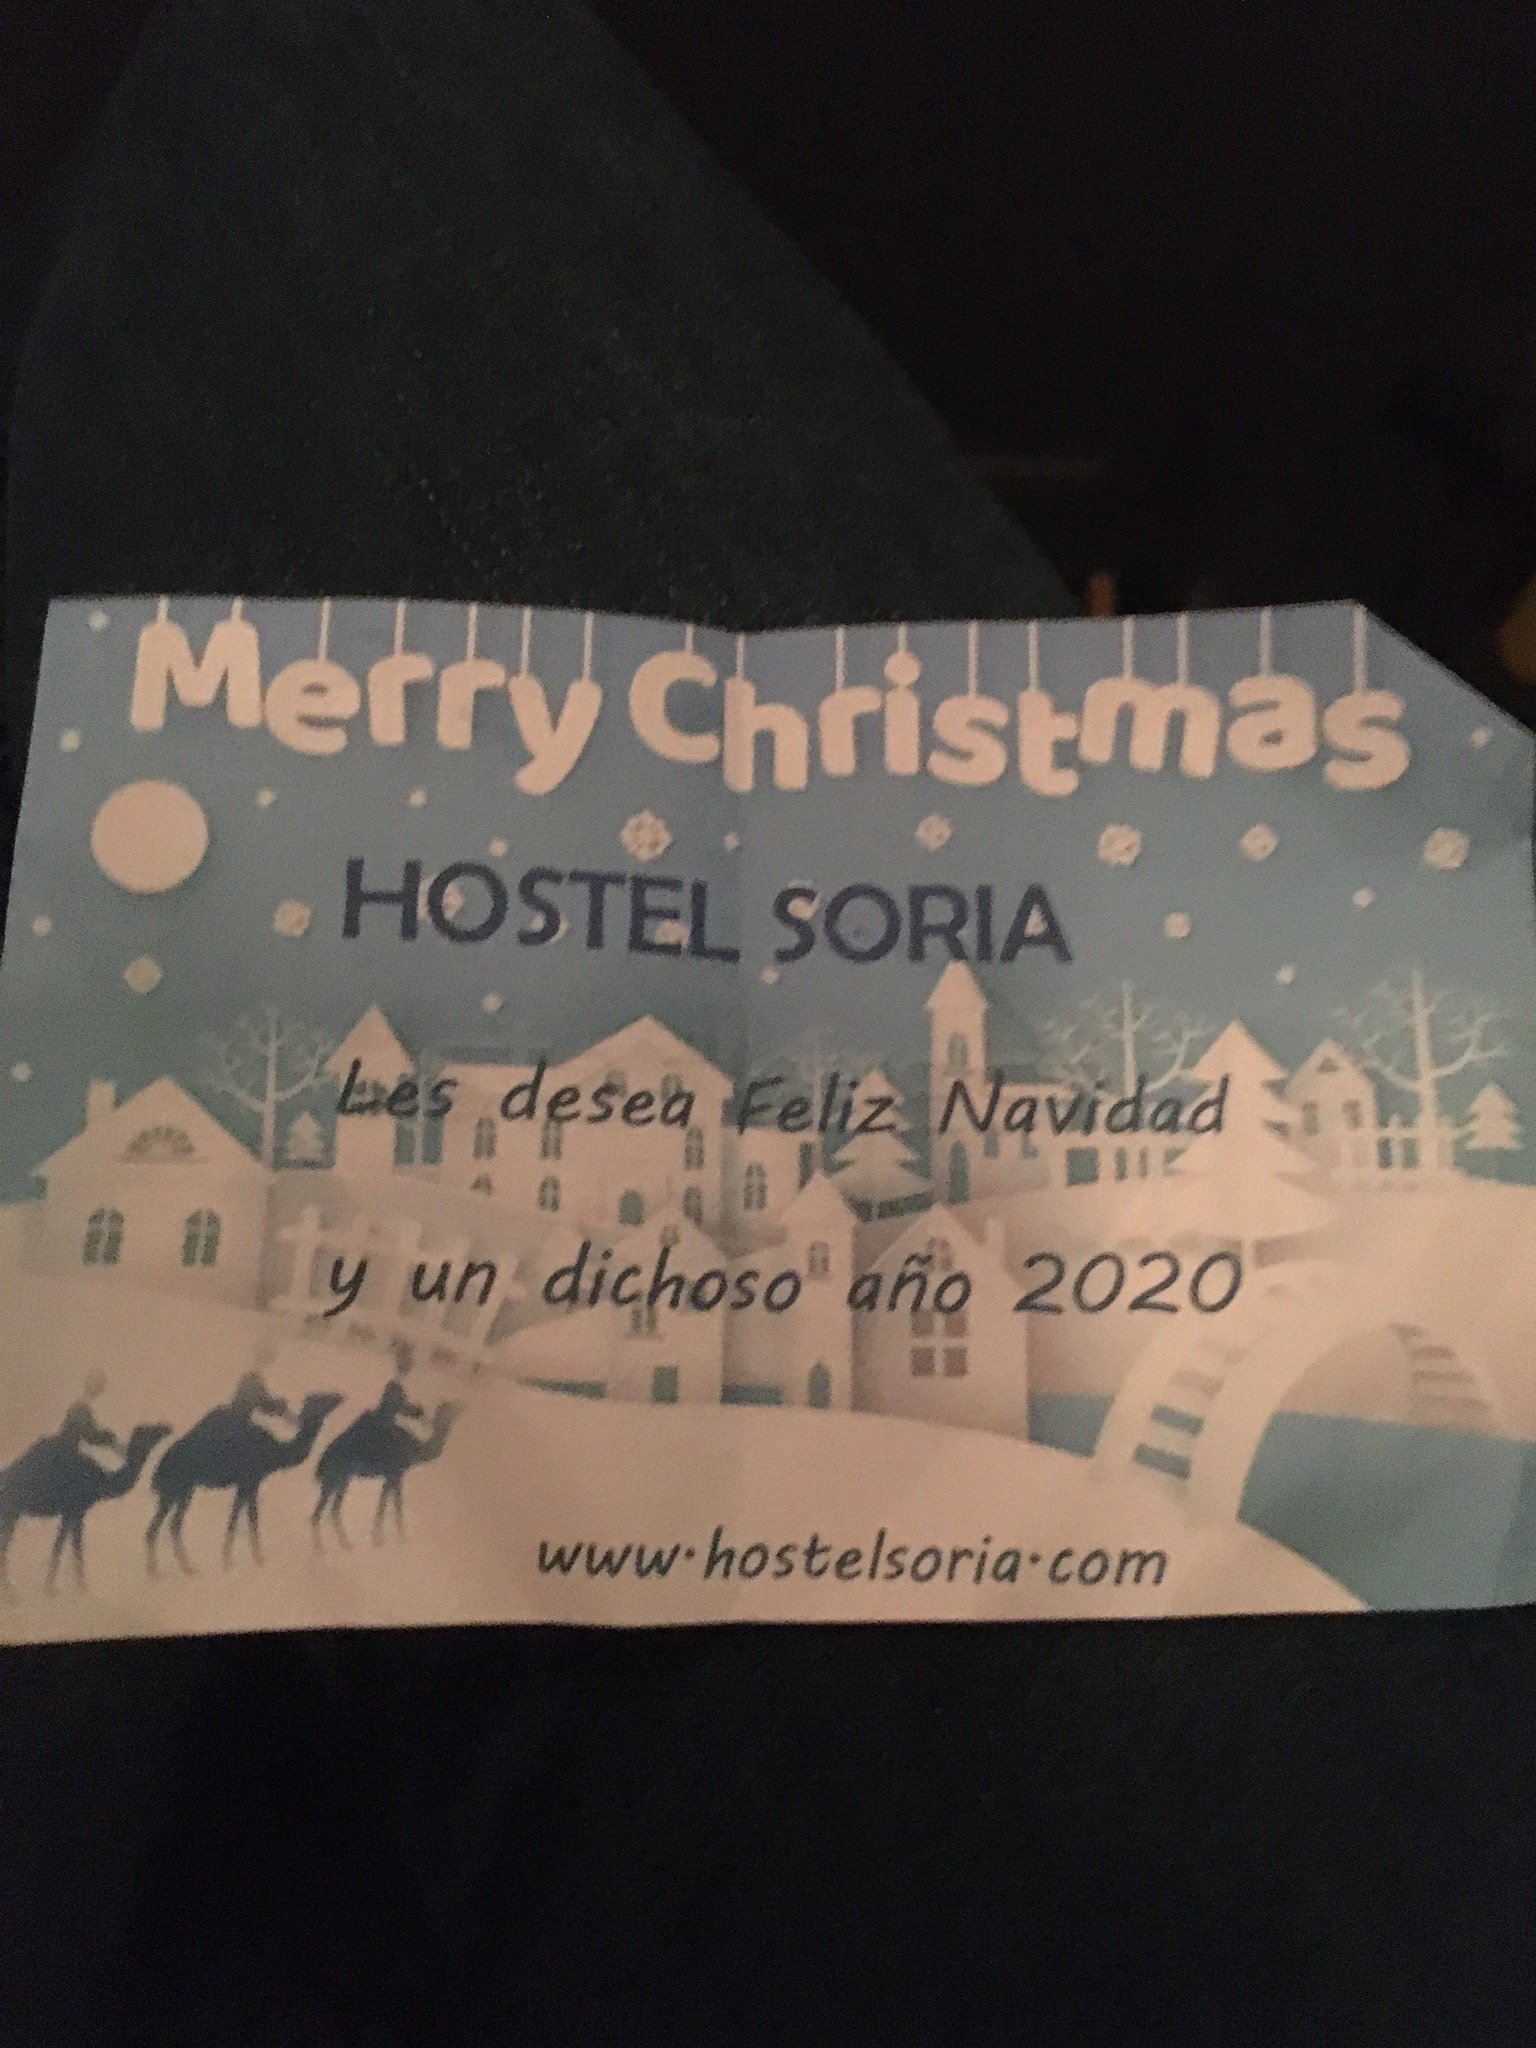 Merry Christmas
HOSTEL SORIA
Les desea Feliz Navidad
y un dichoso año 2020
www.hostelsoria.com